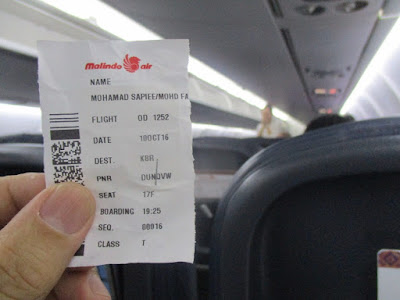 Malindo air
NAME
MOHAMAD SAPIEE/MOHD FA
FLIGHT OD 1252
DATE 18OCT16
DEST. KBR
PNR
SEAT 17F
BOARDING 19:25
SEQ. 00016
CLASS F